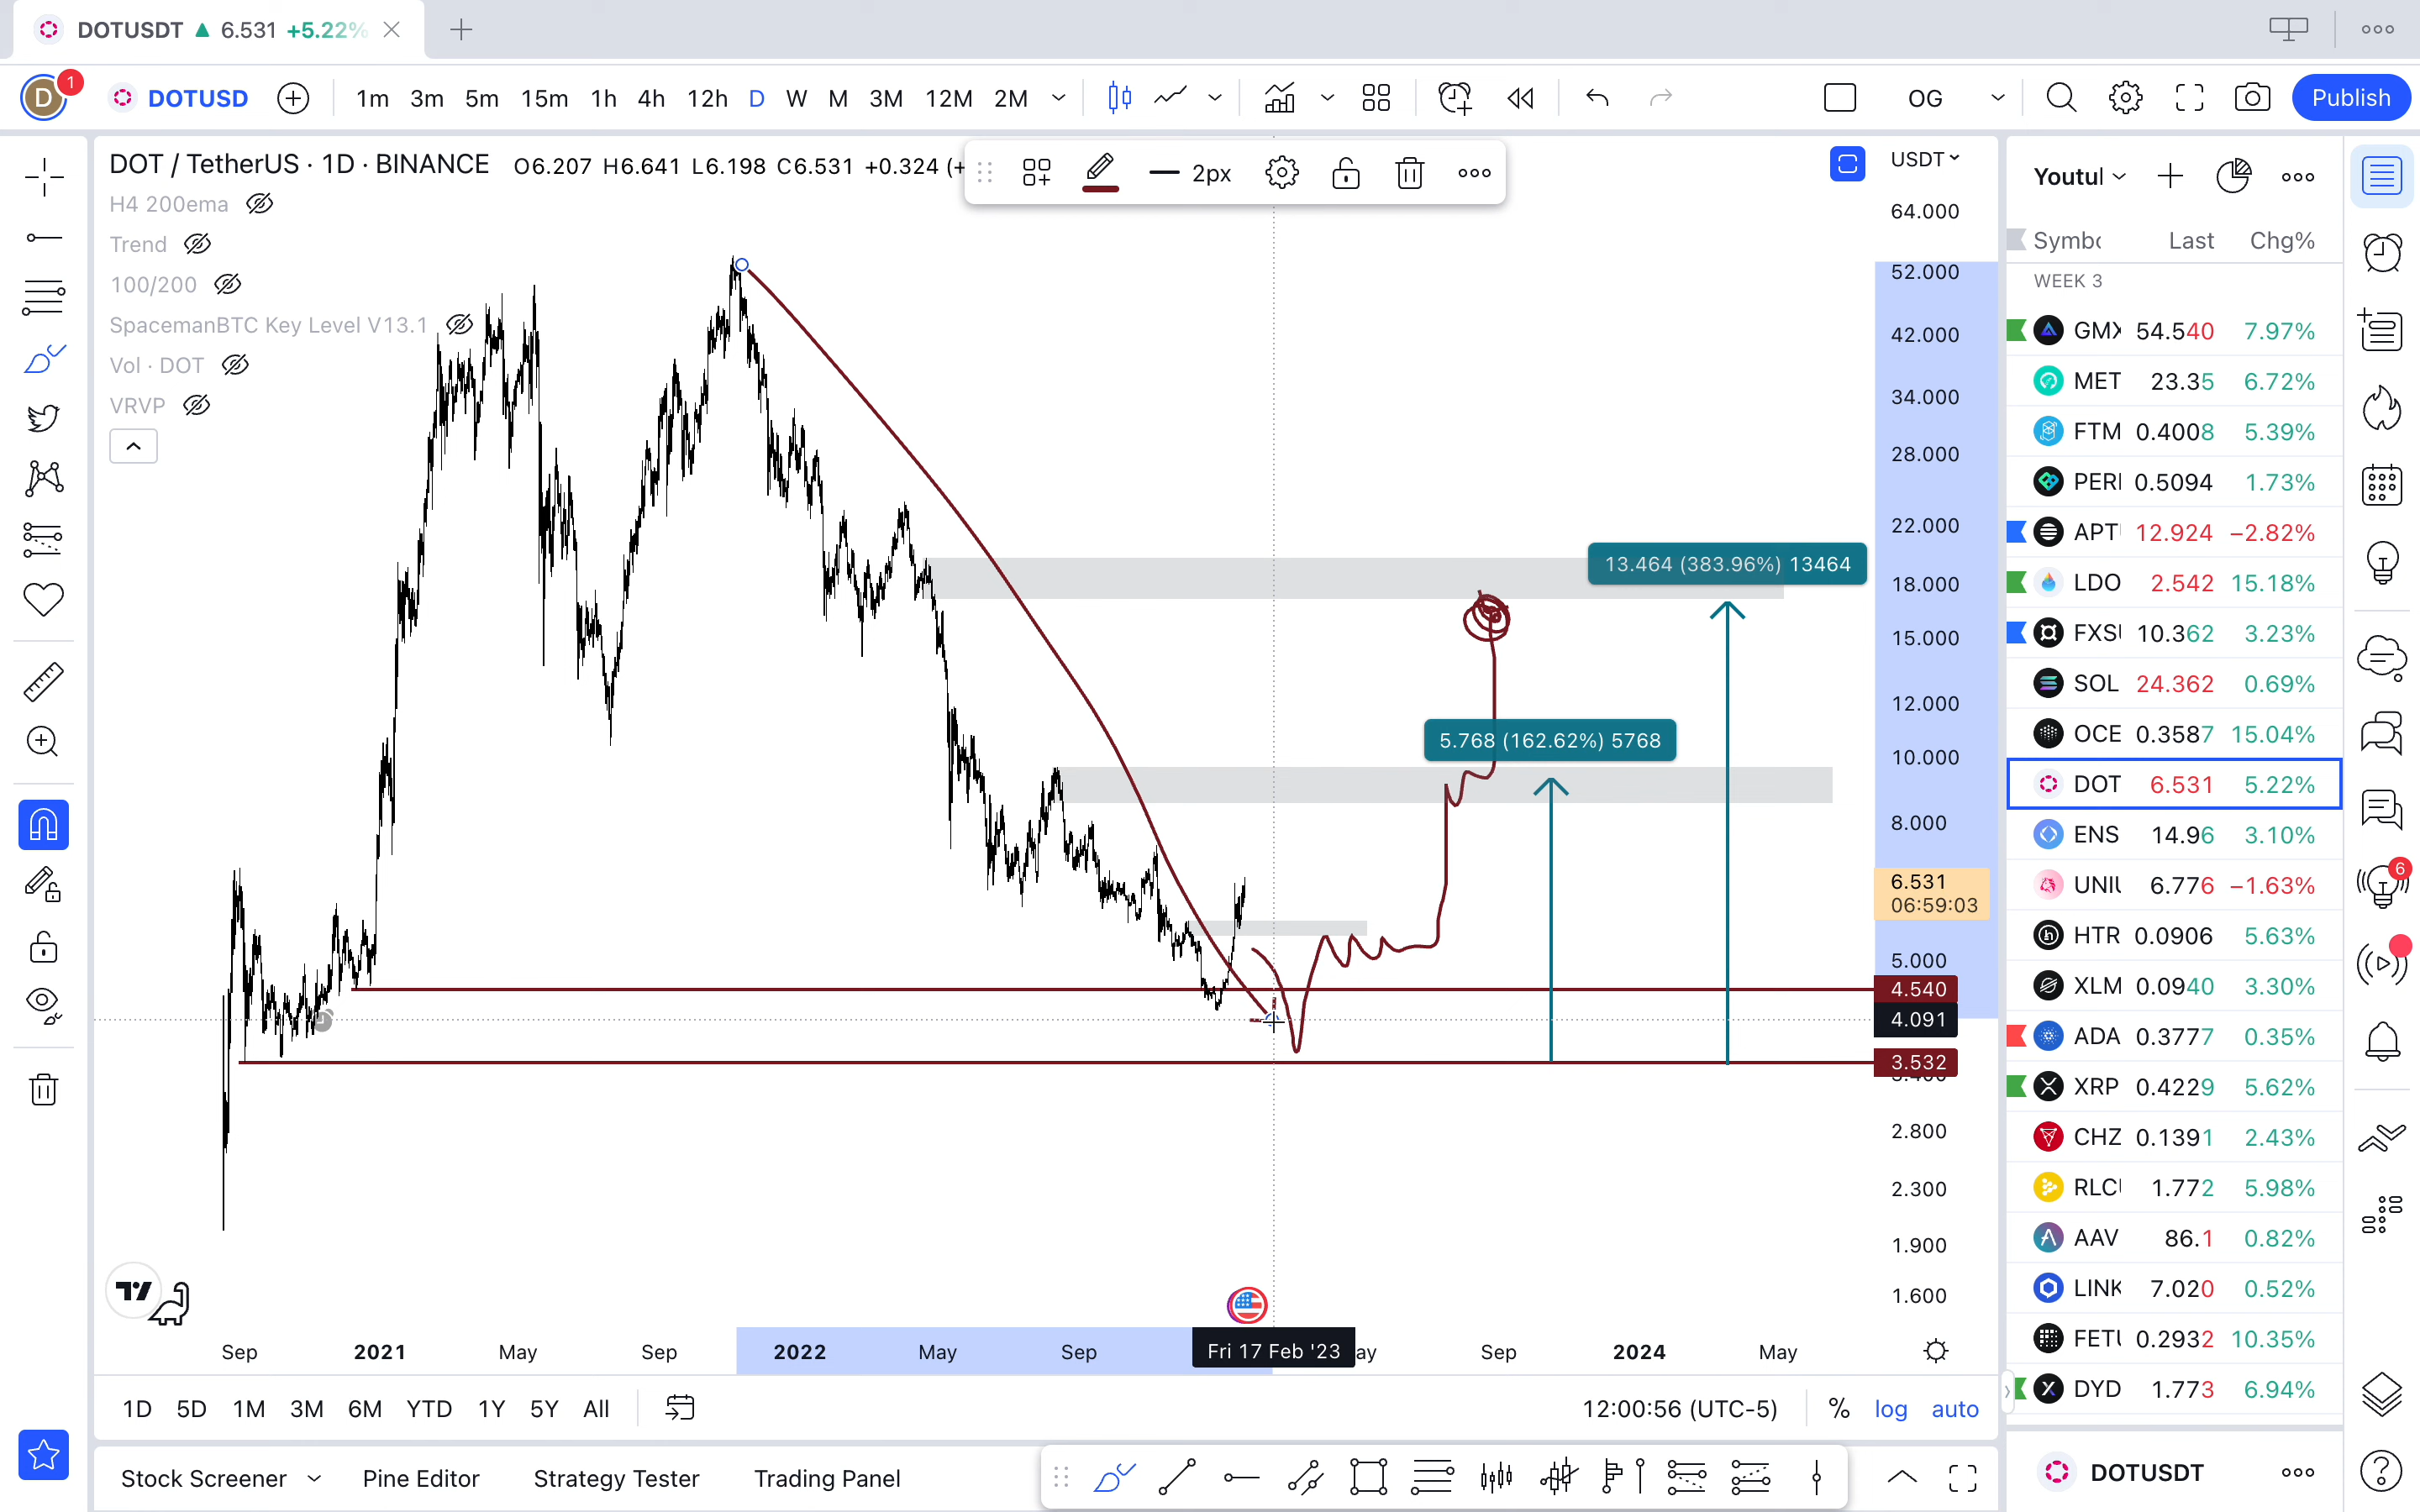 DOTUSDT ▲ 6.531 +5.22%
D 1 DOTUSD 1m 3m 5m 15m 1h 4h 12h D W M 3M 12M 2M OG Publish
DOT / TetherUS · 1D · BINANCE O6.207 H6.641 L6.198 C6.531 +0.324 (+
2px
USDT
H4 200ema
Trend
100/200
SpacemanBTC Key Level V13.1
Vol · DOT
VRVP
64.000
52.000
42.000
34.000
28.000
22.000
18.000
15.000
12.000
10.000
8.000
6.531
06:59:03
5.000
4.540
4.091
3.532
2.800
2.300
1.900
1.600
13.464 (383.96%) 13464
5.768 (162.62%) 5768
Sep 2021 May Sep 2022 May Sep Fri 17 Feb '23 ay Sep 2024 May
1D 5D 1M 3M 6M YTD 1Y 5Y All 12:00:56 (UTC-5) % log auto
Stock Screener Pine Editor Strategy Tester Trading Panel
Youtul
Symbc Last Chg%
WEEK 3
GMX 54.540 7.97%
MET 23.35 6.72%
FTM 0.4008 5.39%
PERI 0.5094 1.73%
APT 12.924 −2.82%
LDO 2.542 15.18%
FXS 10.362 3.23%
SOL 24.362 0.69%
OCE 0.3587 15.04%
DOT 6.531 5.22%
ENS 14.96 3.10%
UNI 6.776 −1.63%
HTR 0.0906 5.63%
XLM 0.0940 3.30%
ADA 0.3777 0.35%
XRP 0.4229 5.62%
CHZ 0.1391 2.43%
RLC 1.772 5.98%
AAV 86.1 0.82%
LINK 7.020 0.52%
FET 0.2932 10.35%
DYD 1.773 6.94%
DOTUSDT
6